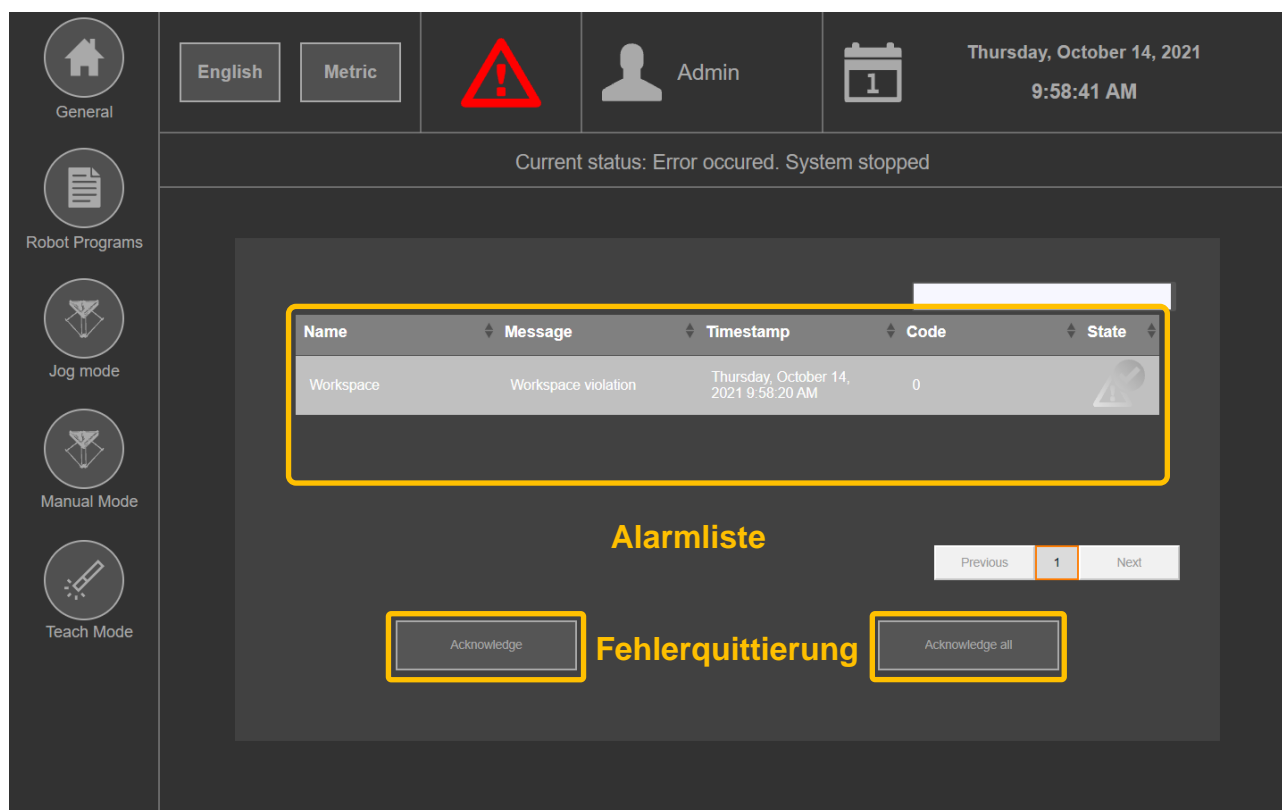 General
English
Metric
Admin
1
Thursday, October 14, 2021
9:58:41 AM
Current status: Error occured. System stopped
Robot Programs
Jog mode
Manual Mode
Teach Mode
Name Message Timestamp Code State
Workspace Workspace violation Thursday, October 14, 0
2021 9:58:20 AM
Alarmliste
Previous 1 Next
Acknowledge Fehlerquittierung Acknowledge all